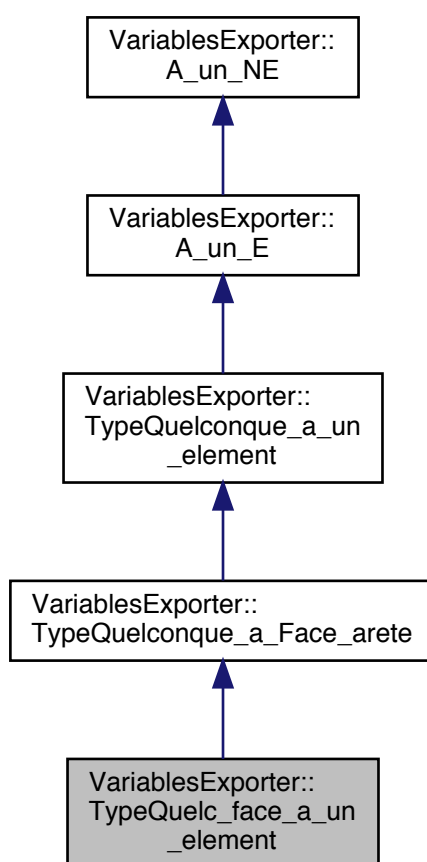 VariablesExporter::
A_un_NE
VariablesExporter::
A_un_E
VariablesExporter::
TypeQuelconque_a_un
_element
VariablesExporter::
TypeQuelconque_a_Face_arete
VariablesExporter::
TypeQuelc_face_a_un
_element